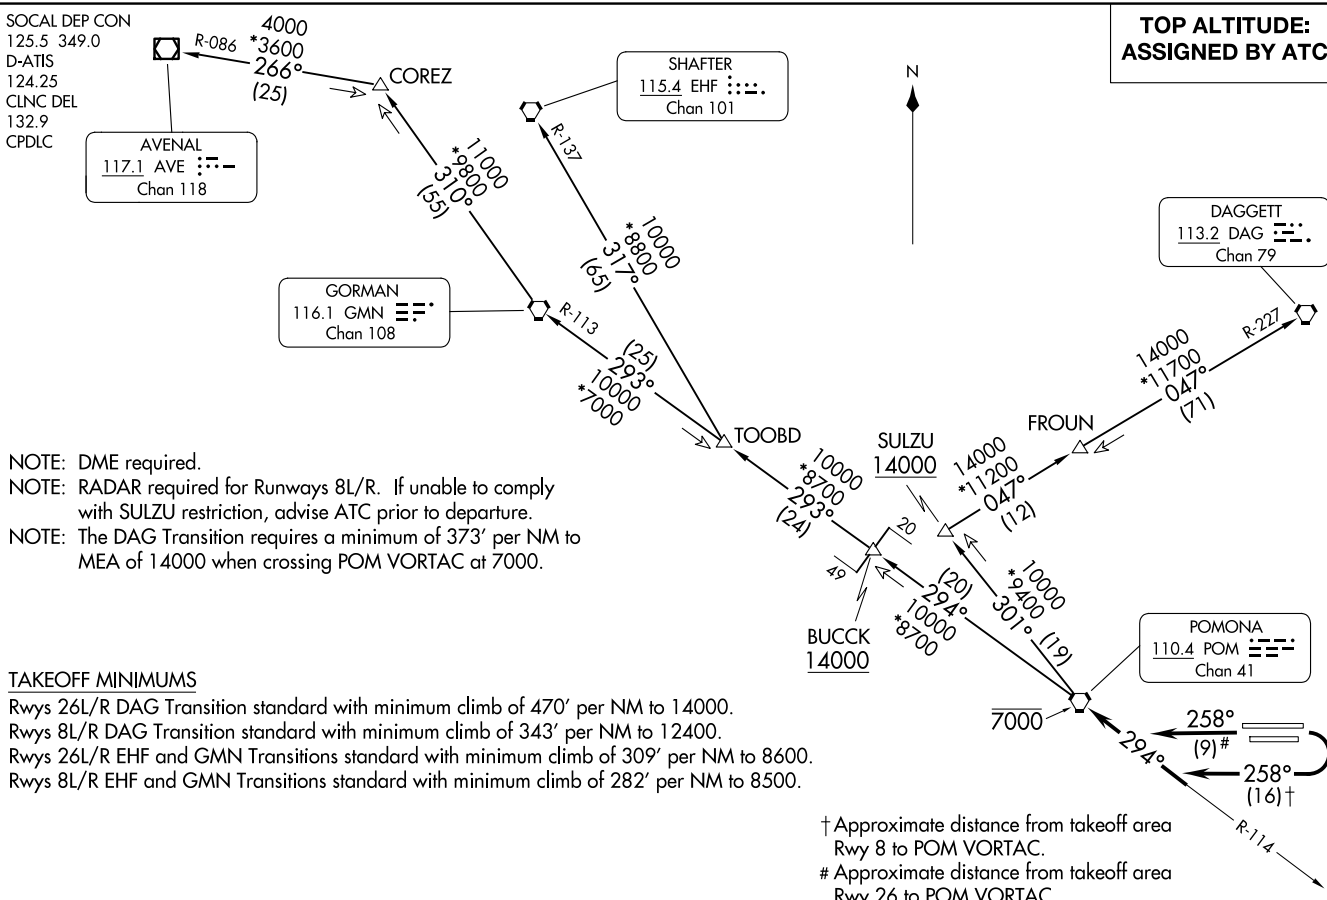 SOCAL DEP CON
125.5 349.0
D-ATIS
124.25
CLNC DEL
132.9
CPDLC
TOP ALTITUDE:
ASSIGNED BY ATC
R-086
4000
*3600
266°
(25)
COREZ
AVENAL
117.1 AVE
Chan 118
SHAFTER
115.4 EHF
Chan 101
R-137
N
11000
*9800
310°
(55)
10000
*8800
317°
(65)
DAGGETT
113.2 DAG
Chan 79
R-227
GORMAN
116.1 GMN
Chan 108
R-113
(25)
293°
10000
*7000
14000
*11700
047°
(71)
TOOBD
FROUN
SULZU
14000
14000
*11200
047°
(12)
10000
*8700
293°
(24)
20
49
BUCCK
14000
(20)
294°
10000
*8700
10000
*9400
301°
(19)
POMONA
110.4 POM
Chan 41
7000
294°
258°
(9)#
258°
(16)†
R-114
NOTE: DME required.
NOTE: RADAR required for Runways 8L/R. If unable to comply
with SULZU restriction, advise ATC prior to departure.
NOTE: The DAG Transition requires a minimum of 373' per NM to
MEA of 14000 when crossing POM VORTAC at 7000.
TAKEOFF MINIMUMS
Rwys 26L/R DAG Transition standard with minimum climb of 470' per NM to 14000.
Rwys 8L/R DAG Transition standard with minimum climb of 343' per NM to 12400.
Rwys 26L/R EHF and GMN Transitions standard with minimum climb of 309' per NM to 8600.
Rwys 8L/R EHF and GMN Transitions standard with minimum climb of 282' per NM to 8500.
† Approximate distance from takeoff area
Rwy 8 to POM VORTAC.
# Approximate distance from takeoff area
Rwy 26 to POM VORTAC